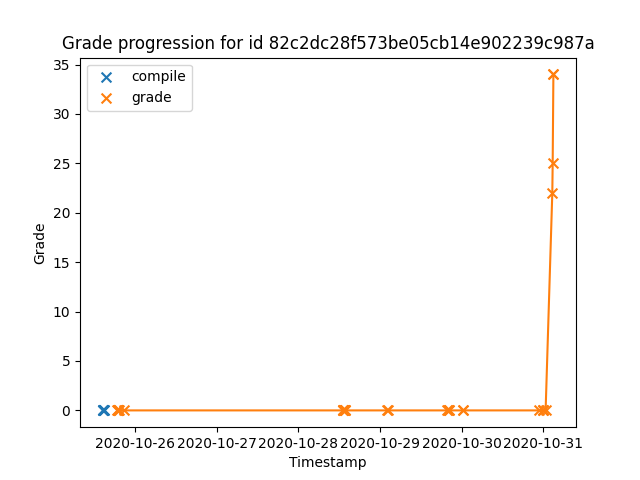 Grade progression for id 82c2dc28f573be05cb14e902239c987a
compile
grade
35
30
25
20
15
10
5
0
Grade
2020-10-26 2020-10-27 2020-10-28 2020-10-29 2020-10-30 2020-10-31
Timestamp